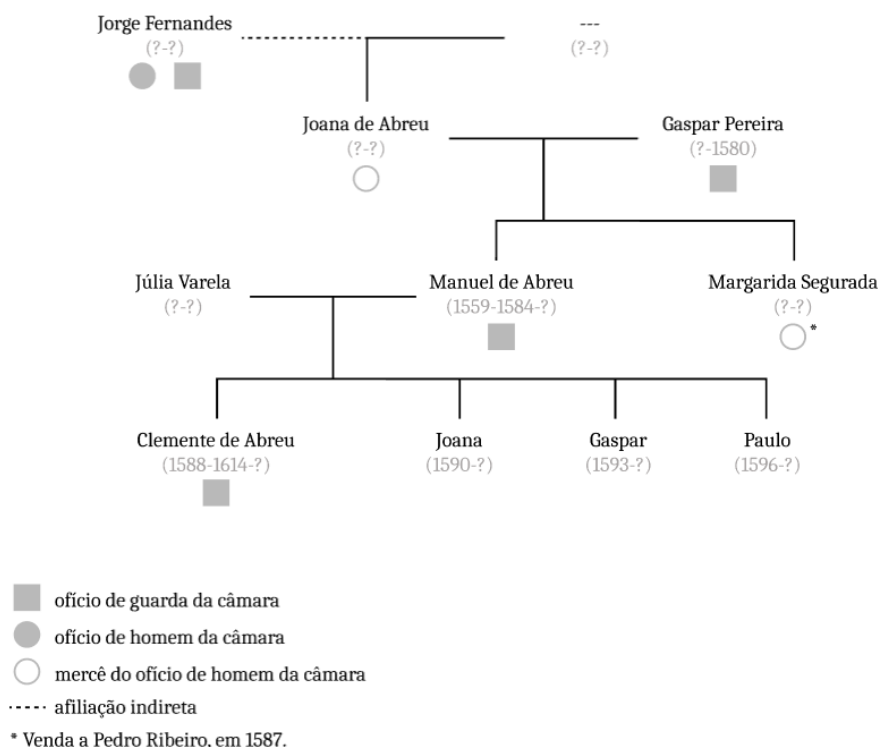 Jorge Fernandes
(?-?)
---
(?-?)
Joana de Abreu
(?-?)
Gaspar Pereira
(?-1580)
Júlia Varela
(?-?)
Manuel de Abreu
(1559-1584-?)
Margarida Segurada
(?-?)
*
Clemente de Abreu
(1588-1614-?)
Joana
(1590-?)
Gaspar
(1593-?)
Paulo
(1596-?)
ofício de guarda da câmara
ofício de homem da câmara
mercê do ofício de homem da câmara
afiliação indireta
* Venda a Pedro Ribeiro, em 1587.